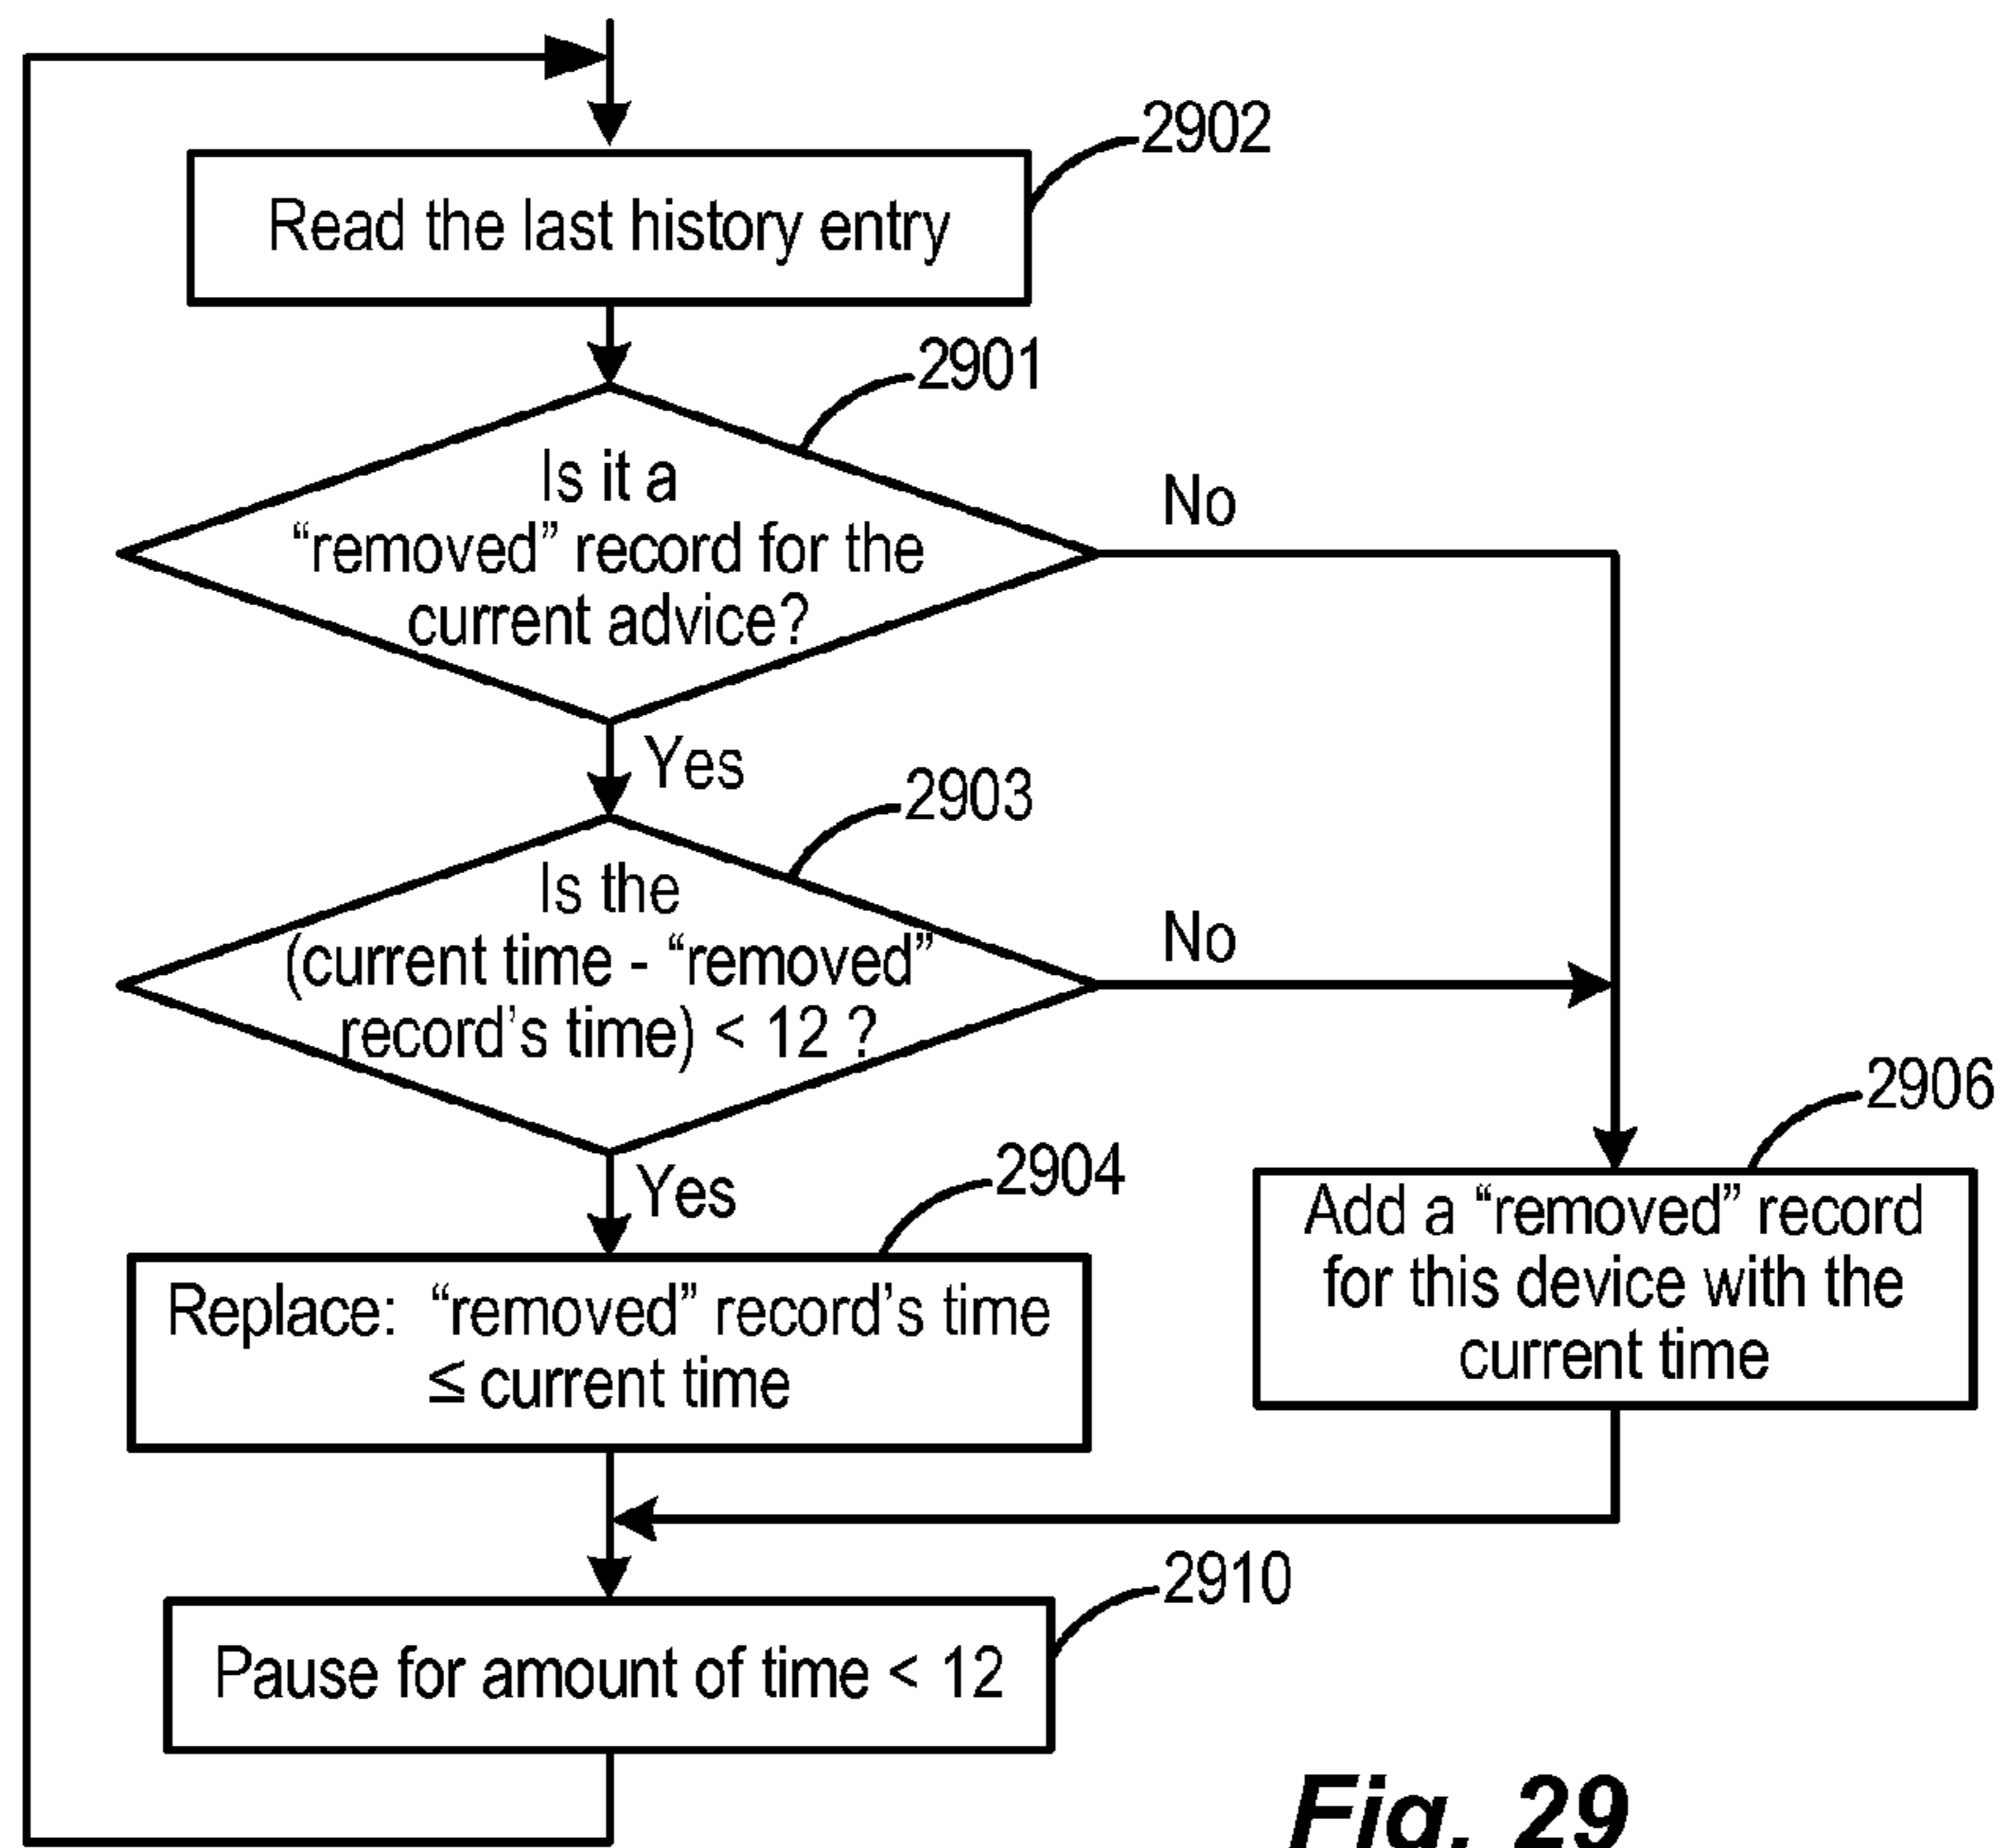 2902
Read the last history entry
2901
Is it a
“removed” record for the
current advice?
No
Yes
2903
Is the
(current time - “removed”
record’s time) < 12 ?
No
Yes
2906
2904
Add a “removed” record
for this device with the
current time
Replace: “removed” record’s time
≤ current time
2910
Pause for amount of time < 12
Fig. 29